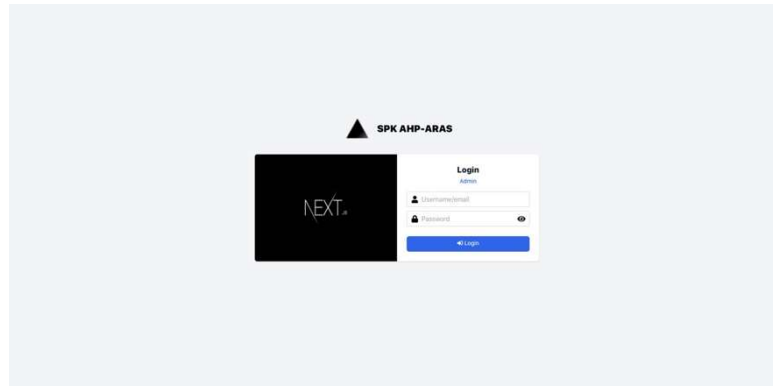 SPK AHP-ARAS
NEXT.JS
Login
Admin
Username/email
Password
Login